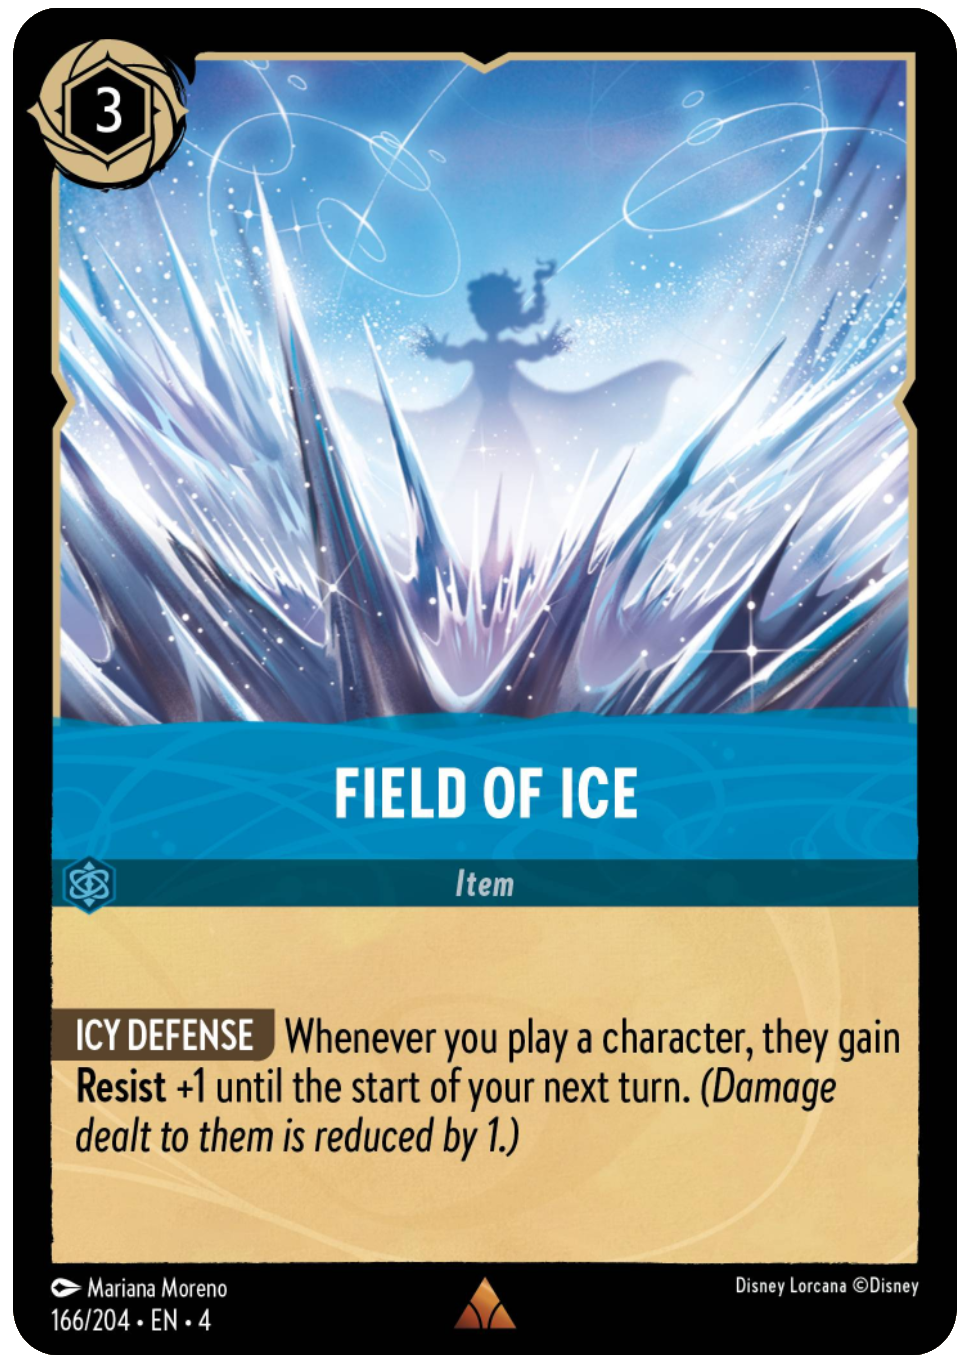 3
FIELD OF ICE
Item
ICY DEFENSE Whenever you play a character, they gain
Resist +1 until the start of your next turn. (Damage
dealt to them is reduced by 1.)
Mariana Moreno
Disney Lorcana ©Disney
166/204 • EN • 4